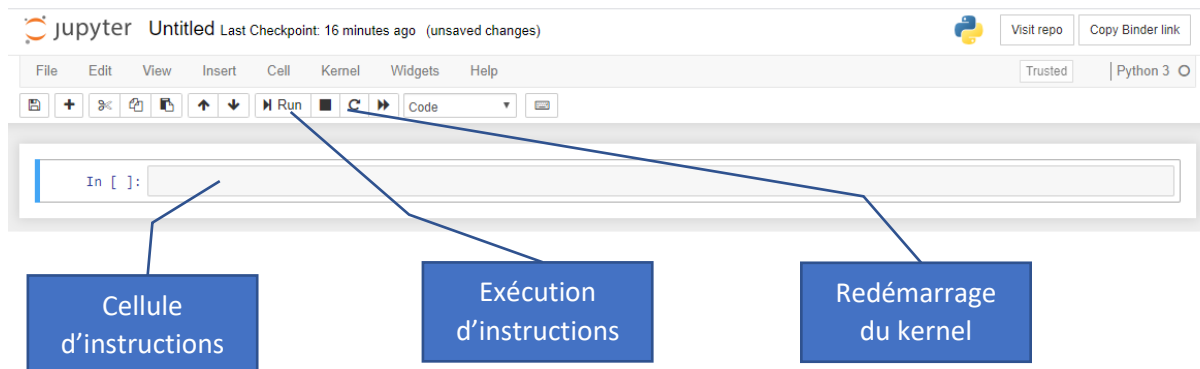 jupyter Untitled Last Checkpoint: 16 minutes ago (unsaved changes) Visit repo Copy Binder link
File Edit View Insert Cell Kernel Widgets Help Trusted Python 3
Run Code
In [ ]:
Cellule
d’instructions
Exécution
d’instructions
Redémarrage
du kernel